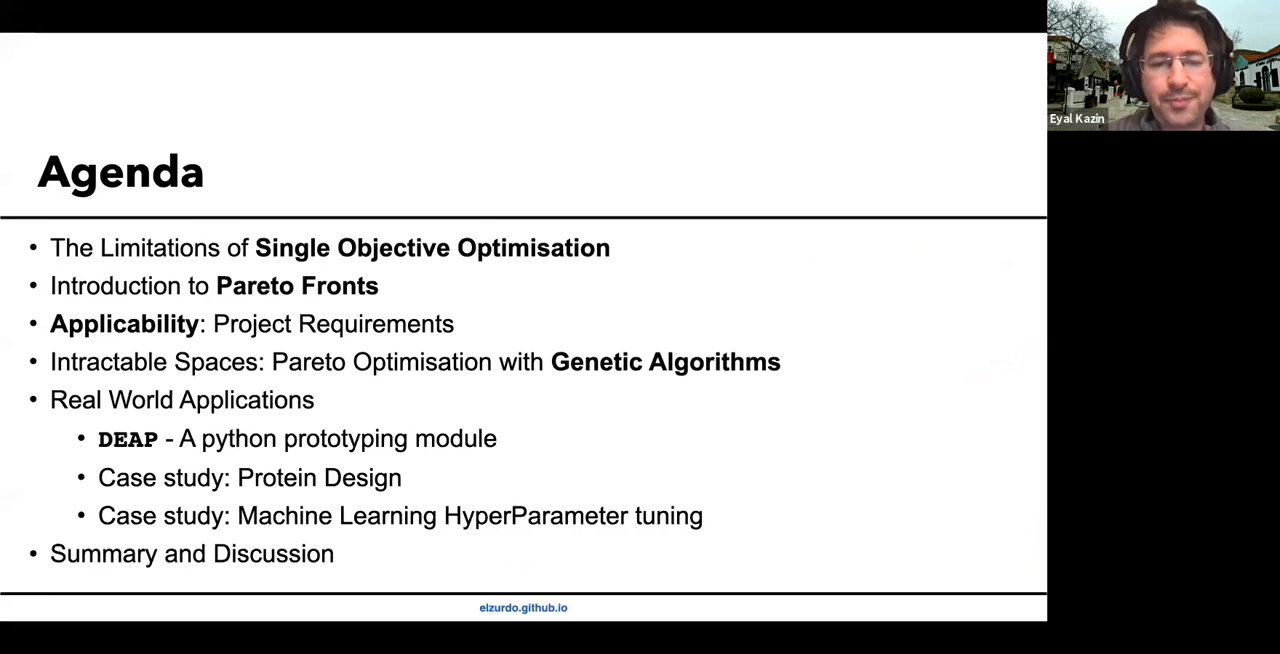 Agenda
• The Limitations of Single Objective Optimisation
• Introduction to Pareto Fronts
• Applicability: Project Requirements
• Intractable Spaces: Pareto Optimisation with Genetic Algorithms
• Real World Applications
• DEAP - A python prototyping module
• Case study: Protein Design
• Case study: Machine Learning HyperParameter tuning
• Summary and Discussion
elzurdo.github.io
Eyal Kazin